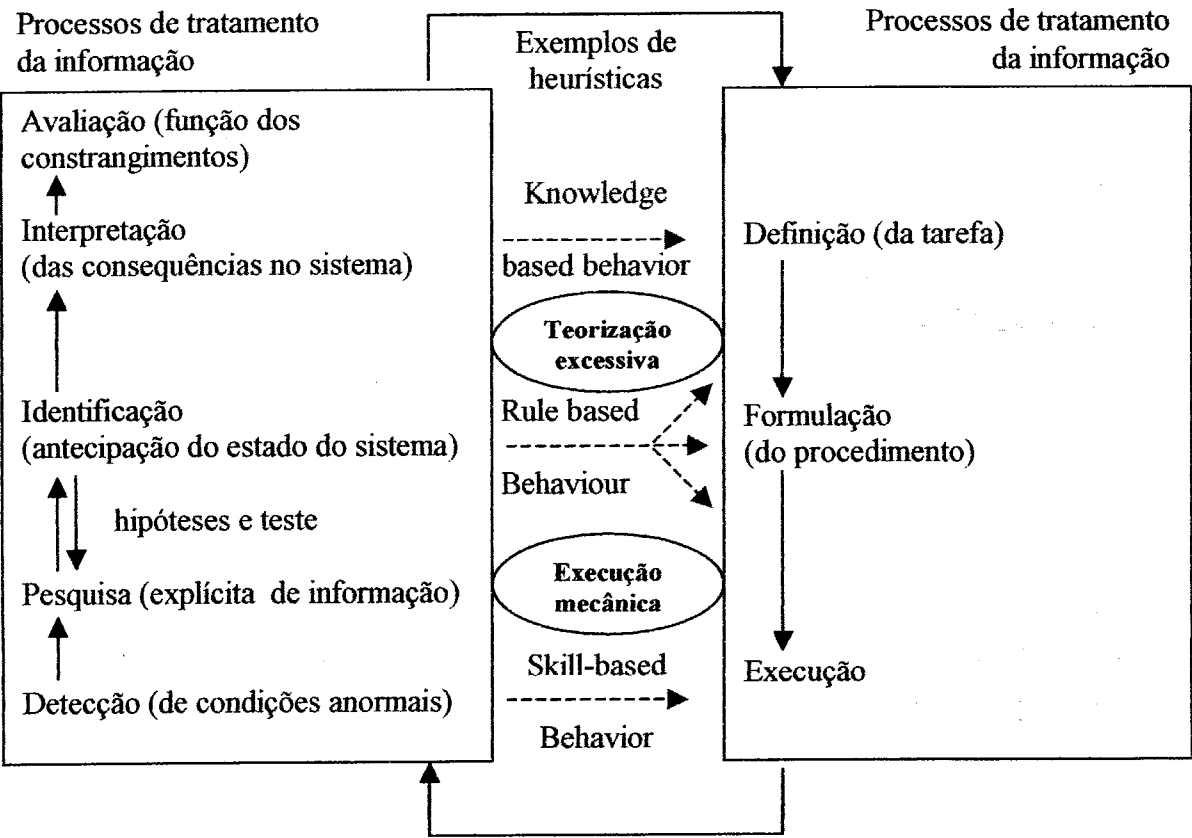 Processos de tratamento
da informação
Avaliação (função dos
constrangimentos)
Interpretação
(das consequências no sistema)
Identificação
(antecipação do estado do sistema)
hipóteses e teste
Pesquisa (explícita de informação)
Detecção (de condições anormais)
Exemplos de
heurísticas
Knowledge
based behavior
Teorização
excessiva
Rule based
Behaviour
Execução
mecânica
Skill-based
Behavior
Processos de tratamento
da informação
Definição (da tarefa)
Formulação
(do procedimento)
Execução